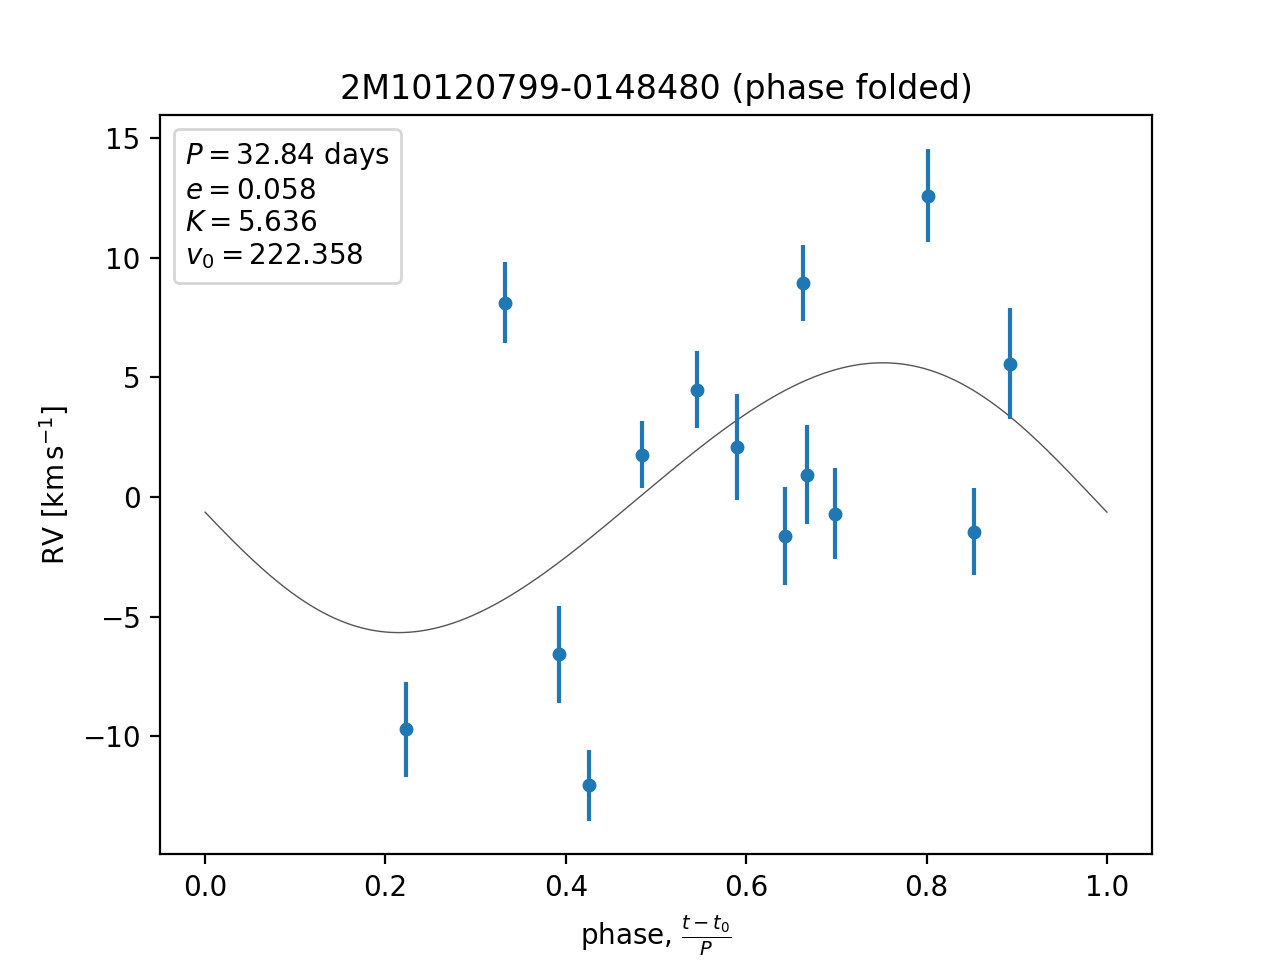 2M10120799-0148480 (phase folded)
P = 32.84 days
e = 0.058
K = 5.636
v₀ = 222.358
15
10
5
0
−5
−10
RV [km s⁻¹]
0.0 0.2 0.4 0.6 0.8 1.0
phase, (t − t₀)/P